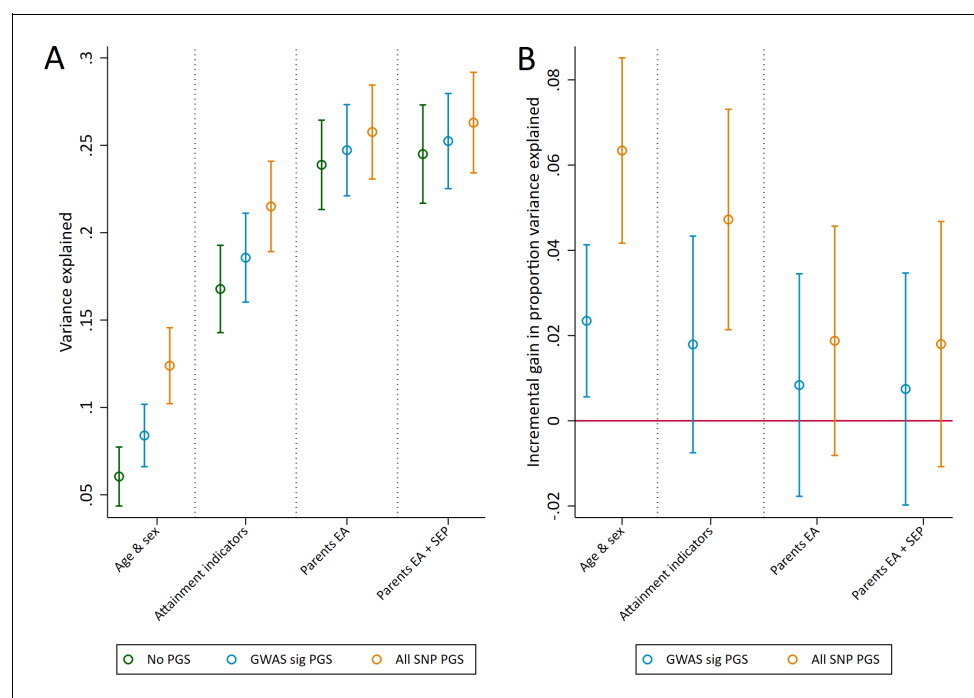 A
Variance explained
.3
.25
.2
.15
.1
.05
Age & sex
Attainment indicators
Parents EA
Parents EA + SEP
No PGS
GWAS sig PGS
All SNP PGS
B
Incremental gain in proportion variance explained
.08
.06
.04
.02
0
-.02
Age & sex
Attainment indicators
Parents EA
Parents EA + SEP
GWAS sig PGS
All SNP PGS